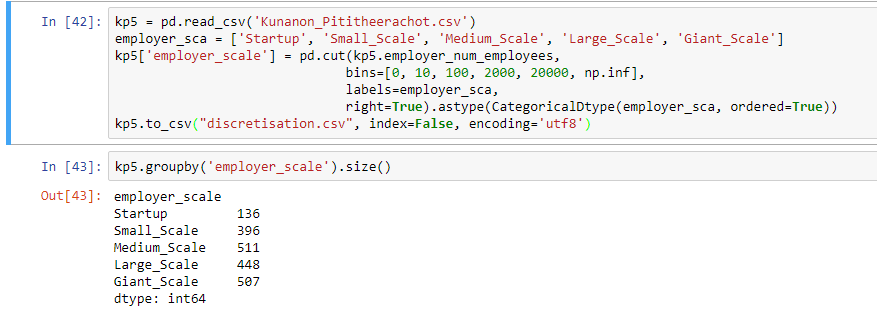 In [42]: kp5 = pd.read_csv('Kunanon_Pititheerachot.csv')
employer_sca = ['Startup', 'Small_Scale', 'Medium_Scale', 'Large_Scale', 'Giant_Scale']
kp5['employer_scale'] = pd.cut(kp5.employer_num_employees,
bins=[0, 10, 100, 2000, 20000, np.inf],
labels=employer_sca,
right=True).astype(CategoricalDtype(employer_sca, ordered=True))
kp5.to_csv("discretisation.csv", index=False, encoding='utf8')
In [43]: kp5.groupby('employer_scale').size()
Out[43]: employer_scale
Startup 136
Small_Scale 396
Medium_Scale 511
Large_Scale 448
Giant_Scale 507
dtype: int64